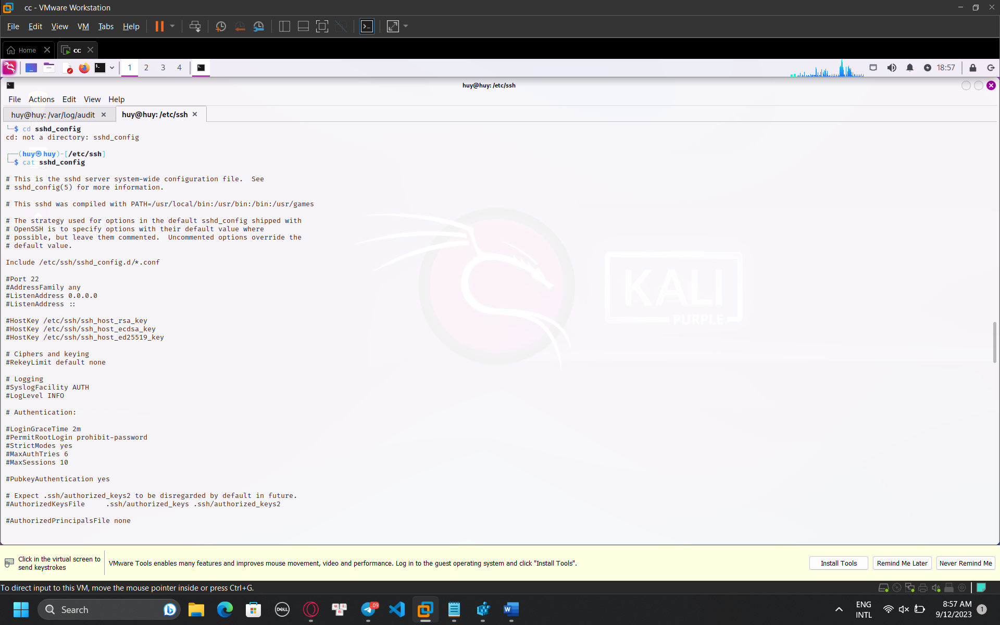 cc - VMware Workstation
File Edit View VM Tabs Help
Home cc
1 2 3 4 18:57
huy@huy: /etc/ssh
File Actions Edit View Help
huy@huy: /var/log/audit huy@huy: /etc/ssh
└─$ cd sshd_config
cd: not a directory: sshd_config
┌──(huy㉿huy)-[/etc/ssh]
└─$ cat sshd_config
# This is the sshd server system-wide configuration file.  See
# sshd_config(5) for more information.
# This sshd was compiled with PATH=/usr/local/bin:/usr/bin:/bin:/usr/games
# The strategy used for options in the default sshd_config shipped with
# OpenSSH is to specify options with their default value where
# possible, but leave them commented.  Uncommented options override the
# default value.
Include /etc/ssh/sshd_config.d/*.conf
#Port 22
#AddressFamily any
#ListenAddress 0.0.0.0
#ListenAddress ::
#HostKey /etc/ssh/ssh_host_rsa_key
#HostKey /etc/ssh/ssh_host_ecdsa_key
#HostKey /etc/ssh/ssh_host_ed25519_key
# Ciphers and keying
#RekeyLimit default none
# Logging
#SyslogFacility AUTH
#LogLevel INFO
# Authentication:
#LoginGraceTime 2m
#PermitRootLogin prohibit-password
#StrictModes yes
#MaxAuthTries 6
#MaxSessions 10
#PubkeyAuthentication yes
# Expect .ssh/authorized_keys2 to be disregarded by default in future.
#AuthorizedKeysFile     .ssh/authorized_keys .ssh/authorized_keys2
#AuthorizedPrincipalsFile none
KALI
PURPLE
Click in the virtual screen to
send keystrokes
VMware Tools enables many features and improves mouse movement, video and performance. Log in to the guest operating system and click "Install Tools".
Install Tools Remind Me Later Never Remind Me
To direct input to this VM, move the mouse pointer inside or press Ctrl+G.
Search
DELL
.09
ENG
INTL
8:57 AM
9/12/2023
1